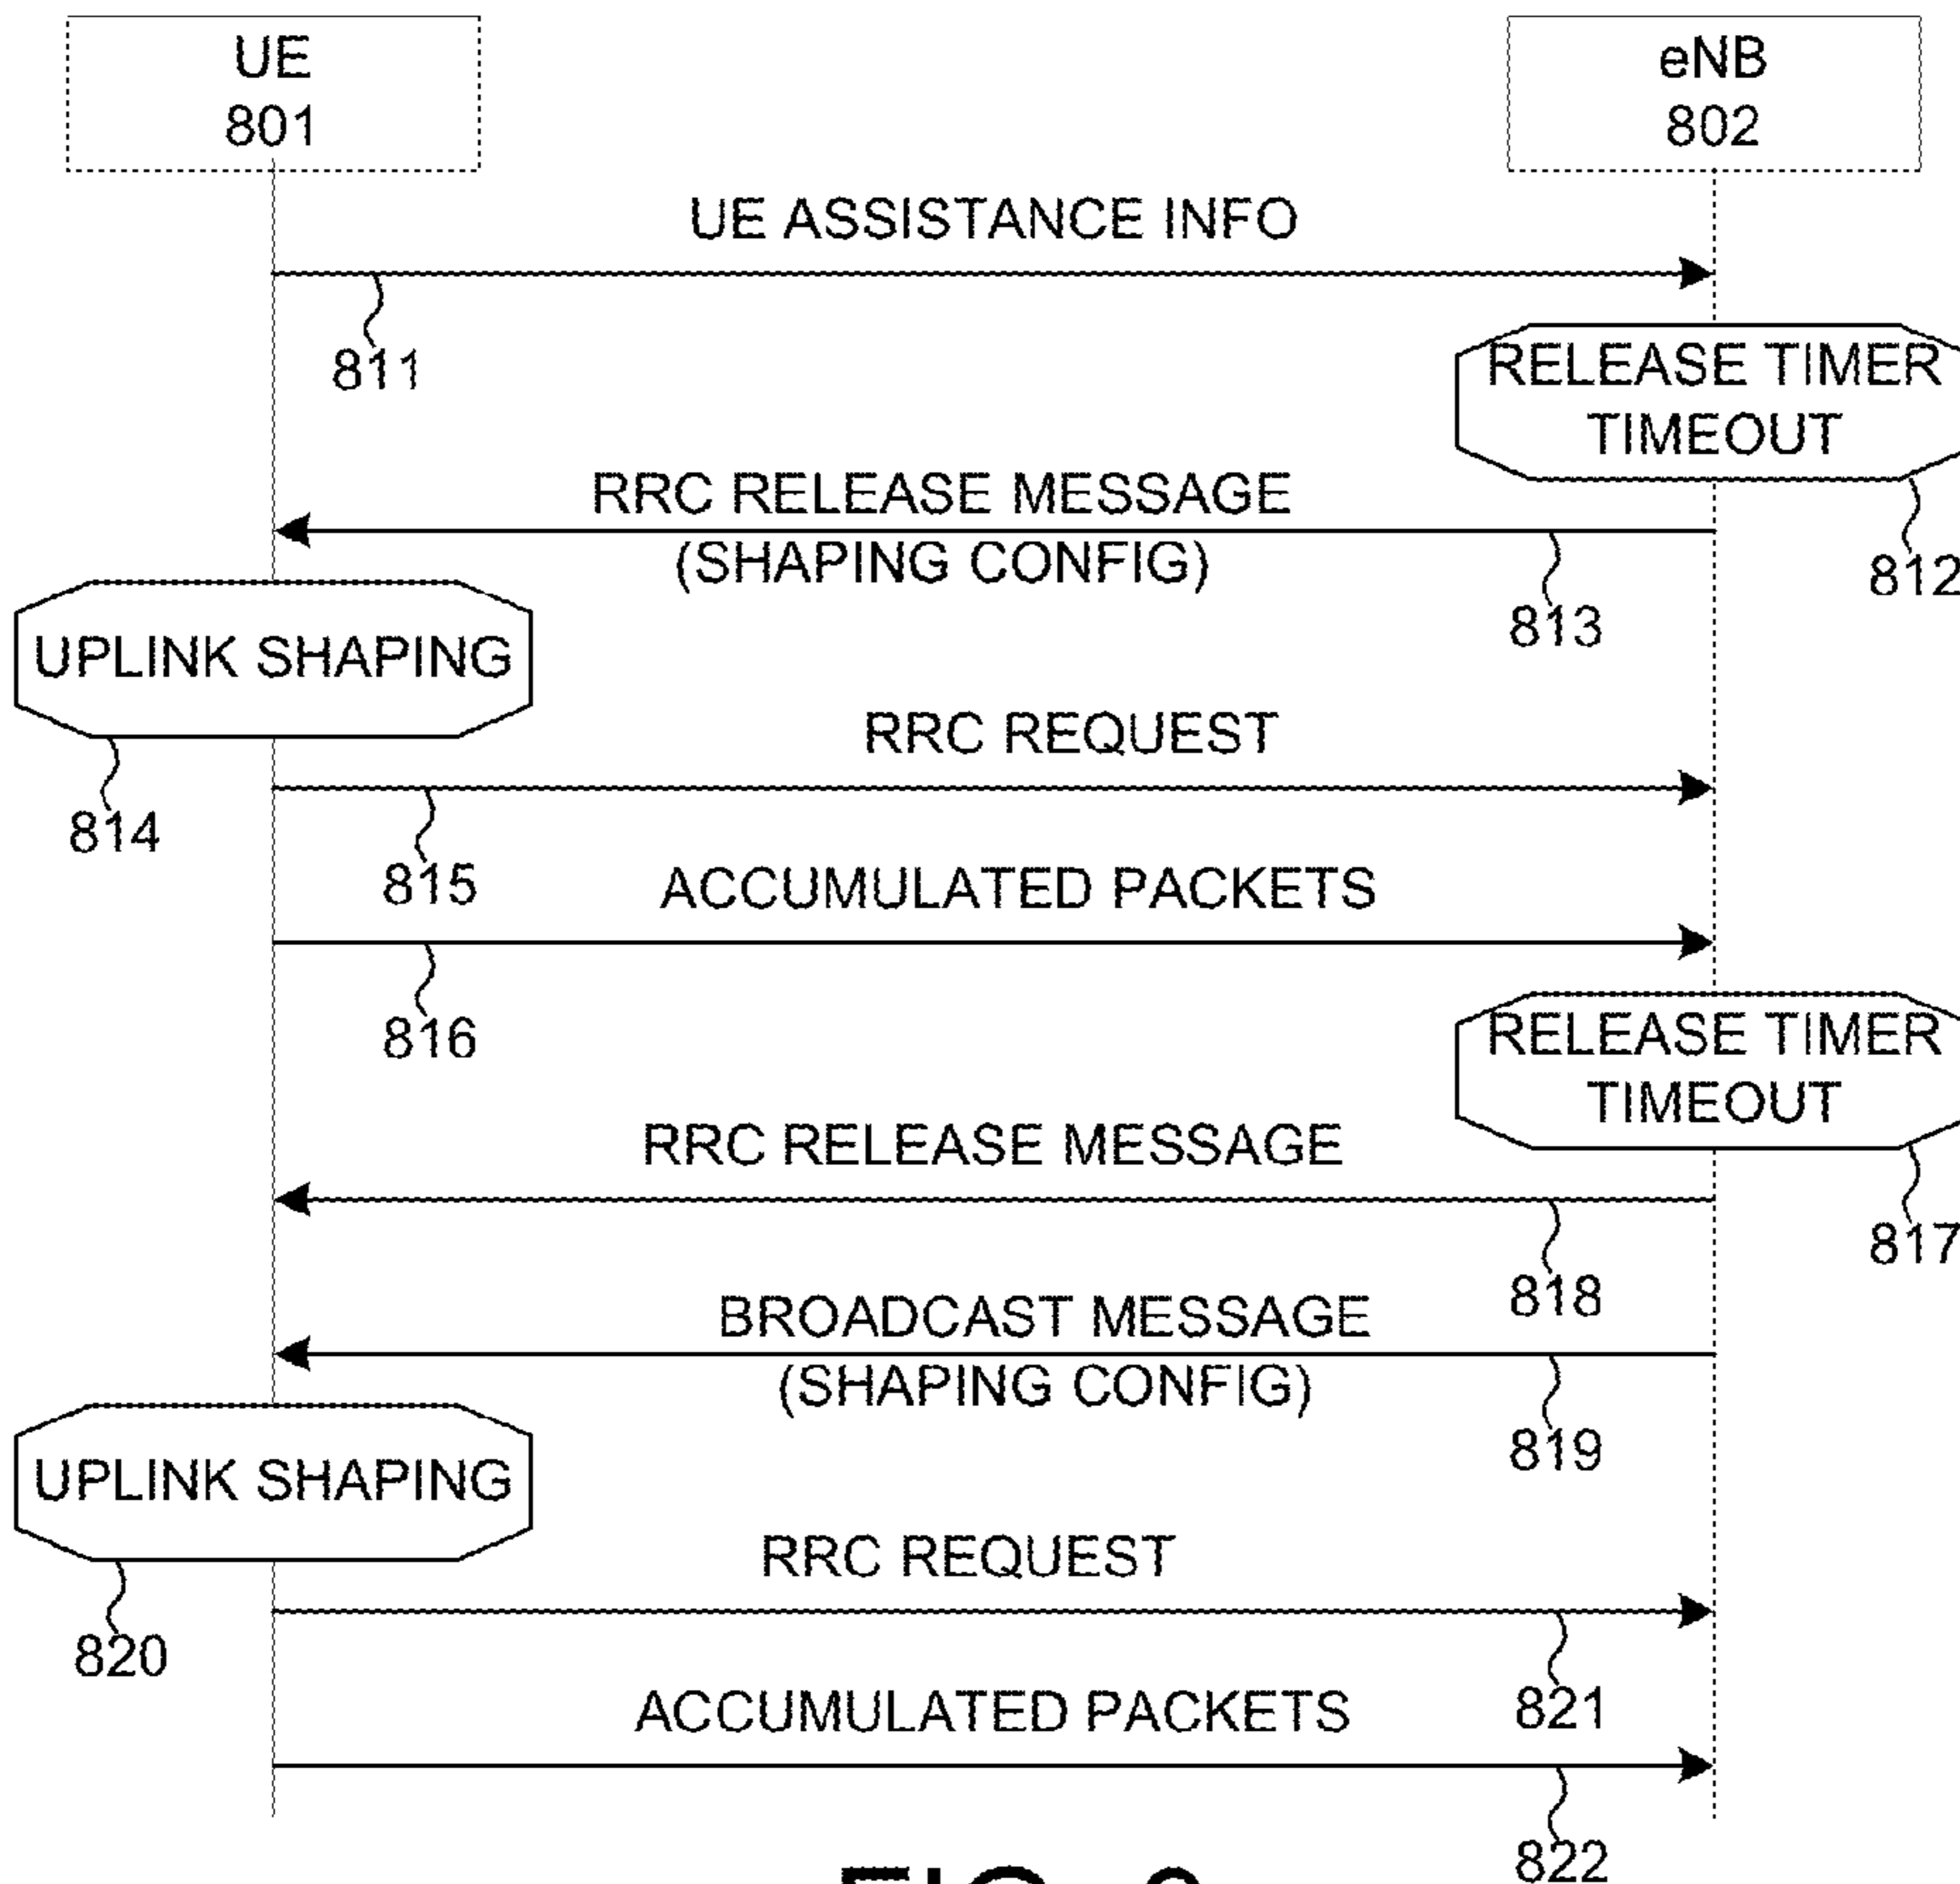 UE
801
eNB
802
UE ASSISTANCE INFO
811
RELEASE TIMER
TIMEOUT
812
RRC RELEASE MESSAGE
(SHAPING CONFIG)
813
UPLINK SHAPING
814
RRC REQUEST
815
ACCUMULATED PACKETS
816
RELEASE TIMER
TIMEOUT
817
RRC RELEASE MESSAGE
818
BROADCAST MESSAGE
(SHAPING CONFIG)
819
UPLINK SHAPING
820
RRC REQUEST
821
ACCUMULATED PACKETS
822